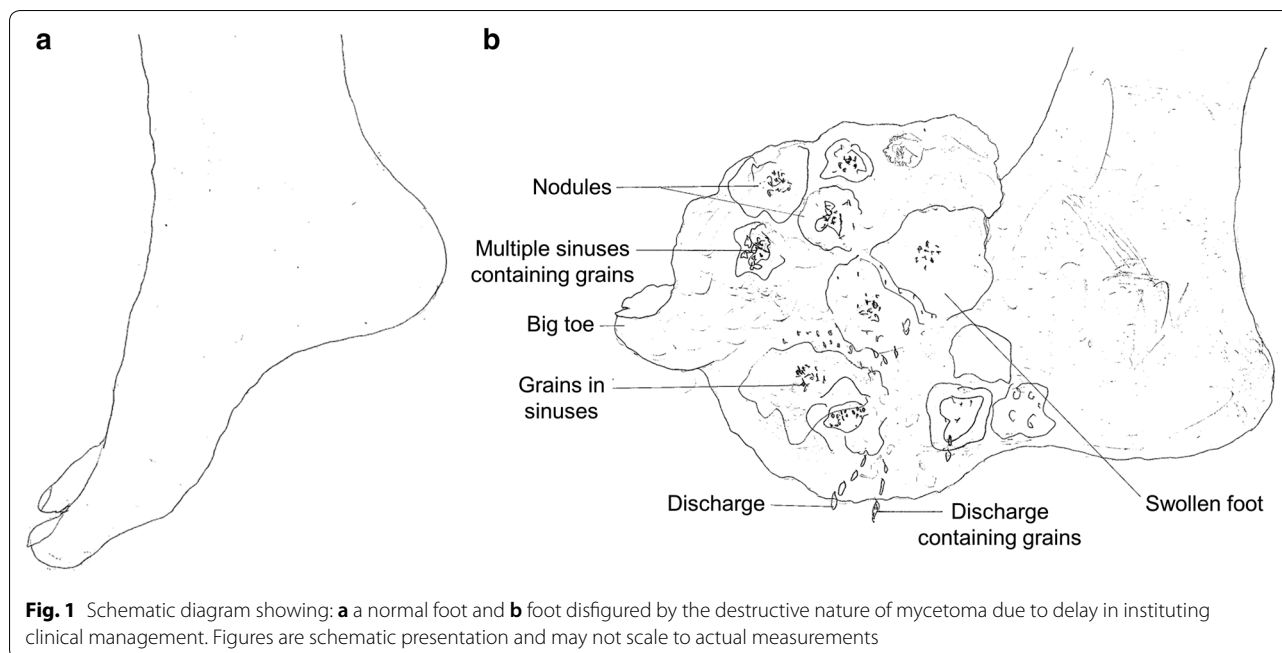 a
b
Nodules
Multiple sinuses
containing grains
Big toe
Grains in
sinuses
Discharge
Discharge
containing grains
Swollen foot
Fig. 1 Schematic diagram showing: a a normal foot and b foot disfigured by the destructive nature of mycetoma due to delay in instituting
clinical management. Figures are schematic presentation and may not scale to actual measurements